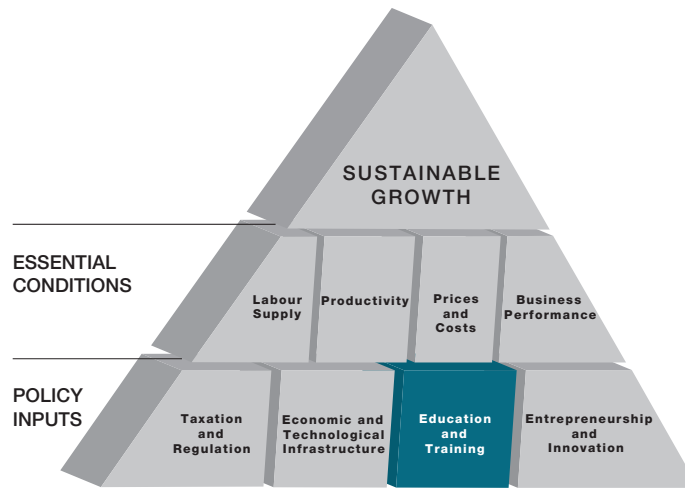 SUSTAINABLE
GROWTH
ESSENTIAL
CONDITIONS
Labour
Supply
Productivity
Prices
and
Costs
Business
Performance
POLICY
INPUTS
Taxation
and
Regulation
Economic and
Technological
Infrastructure
Education
and
Training
Entrepreneurship
and
Innovation